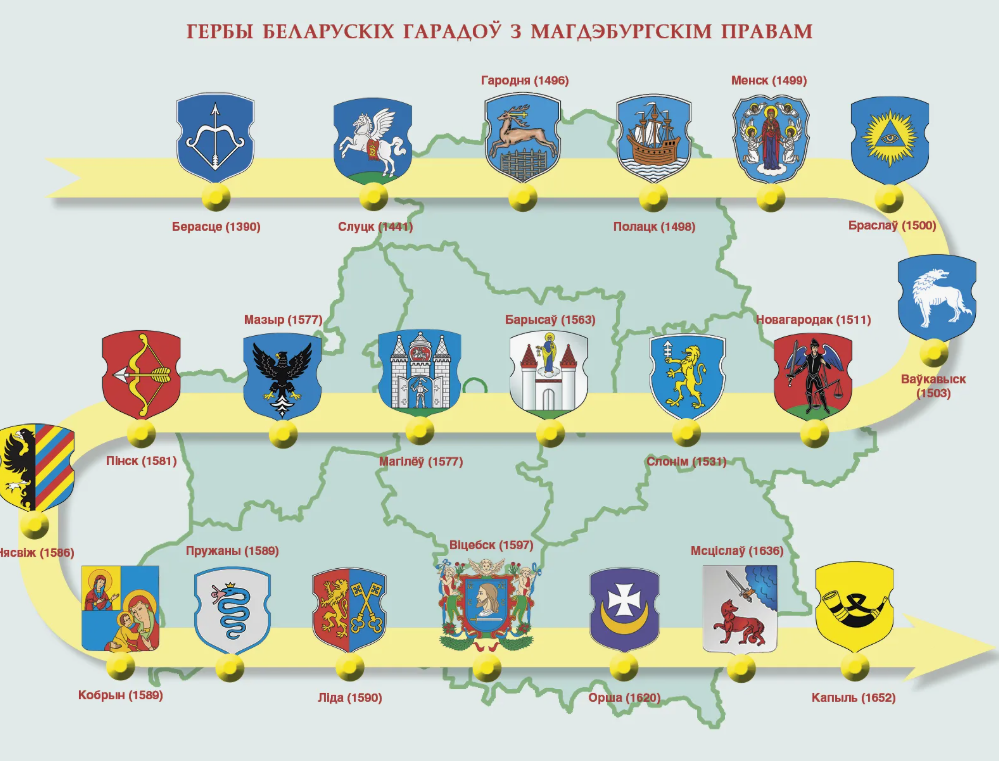 ГЕРБЫ БЕЛАРУСКІХ ГАРАДОЎ З МАГДЭБУРГСКІМ ПРАВАМ
Гародня (1496)
Менск (1499)
Берасце (1390)
Слуцк (1441)
Полацк (1498)
Браслаў (1500)
Мазыр (1577)
Барысаў (1563)
Новагародак (1511)
Ваўкавыск
(1503)
Пінск (1581)
Магілёў (1577)
Слонім (1531)
Нясвіж (1586)
Пружаны (1589)
Віцебск (1597)
Мсціслаў (1636)
Кобрын (1589)
Ліда (1590)
Орша (1620)
Капыль (1652)